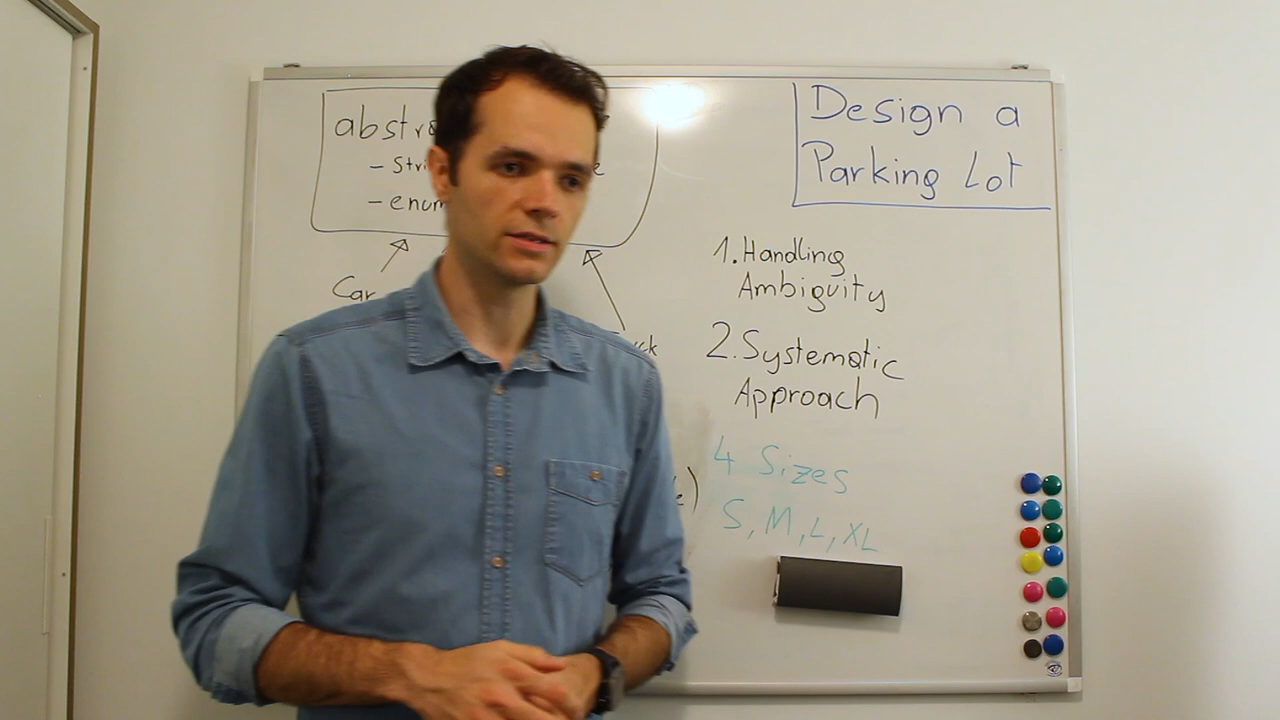 Design a
Parking Lot
1. Handling
Ambiguity
2. Systematic
Approach
4 Sizes
S, M, L, XL
Car